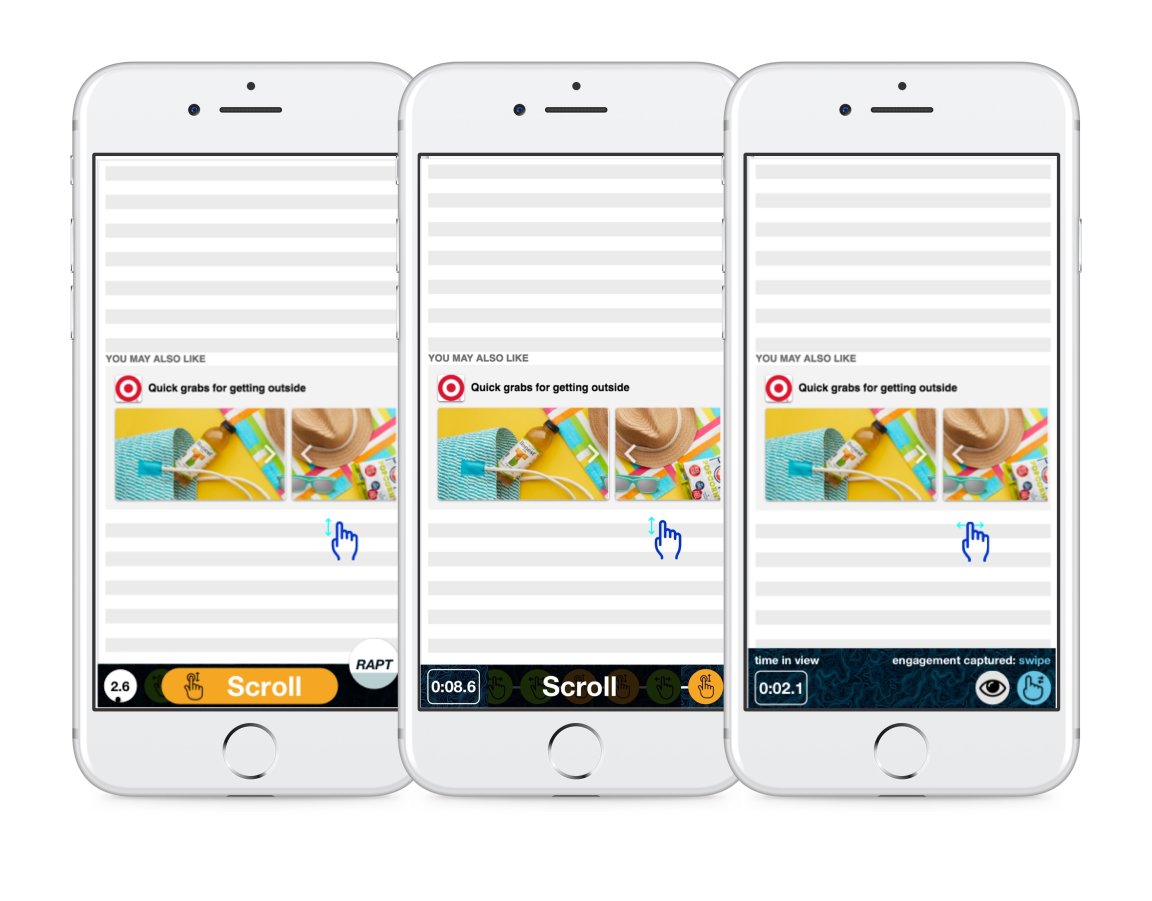 YOU MAY ALSO LIKE
Quick grabs for getting outside
RAPT
2.6
Scroll
YOU MAY ALSO LIKE
Quick grabs for getting outside
0:08.6
Scroll
YOU MAY ALSO LIKE
Quick grabs for getting outside
time in view
engagement captured: swipe
0:02.1